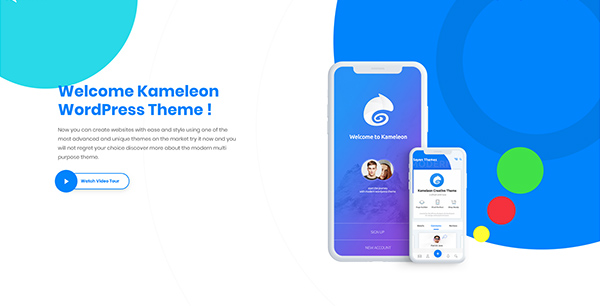 Welcome Kameleon
WordPress Theme !
Now you can create websites with ease and style using one of the
most advanced and unique themes on the market try it now and you
will not regret your choice discover more about the modern multi
purpose theme.
Watch Video Tour
Welcome to Kameleon
SIGN UP
NEW ACCOUNT
Kameleon Creative Theme